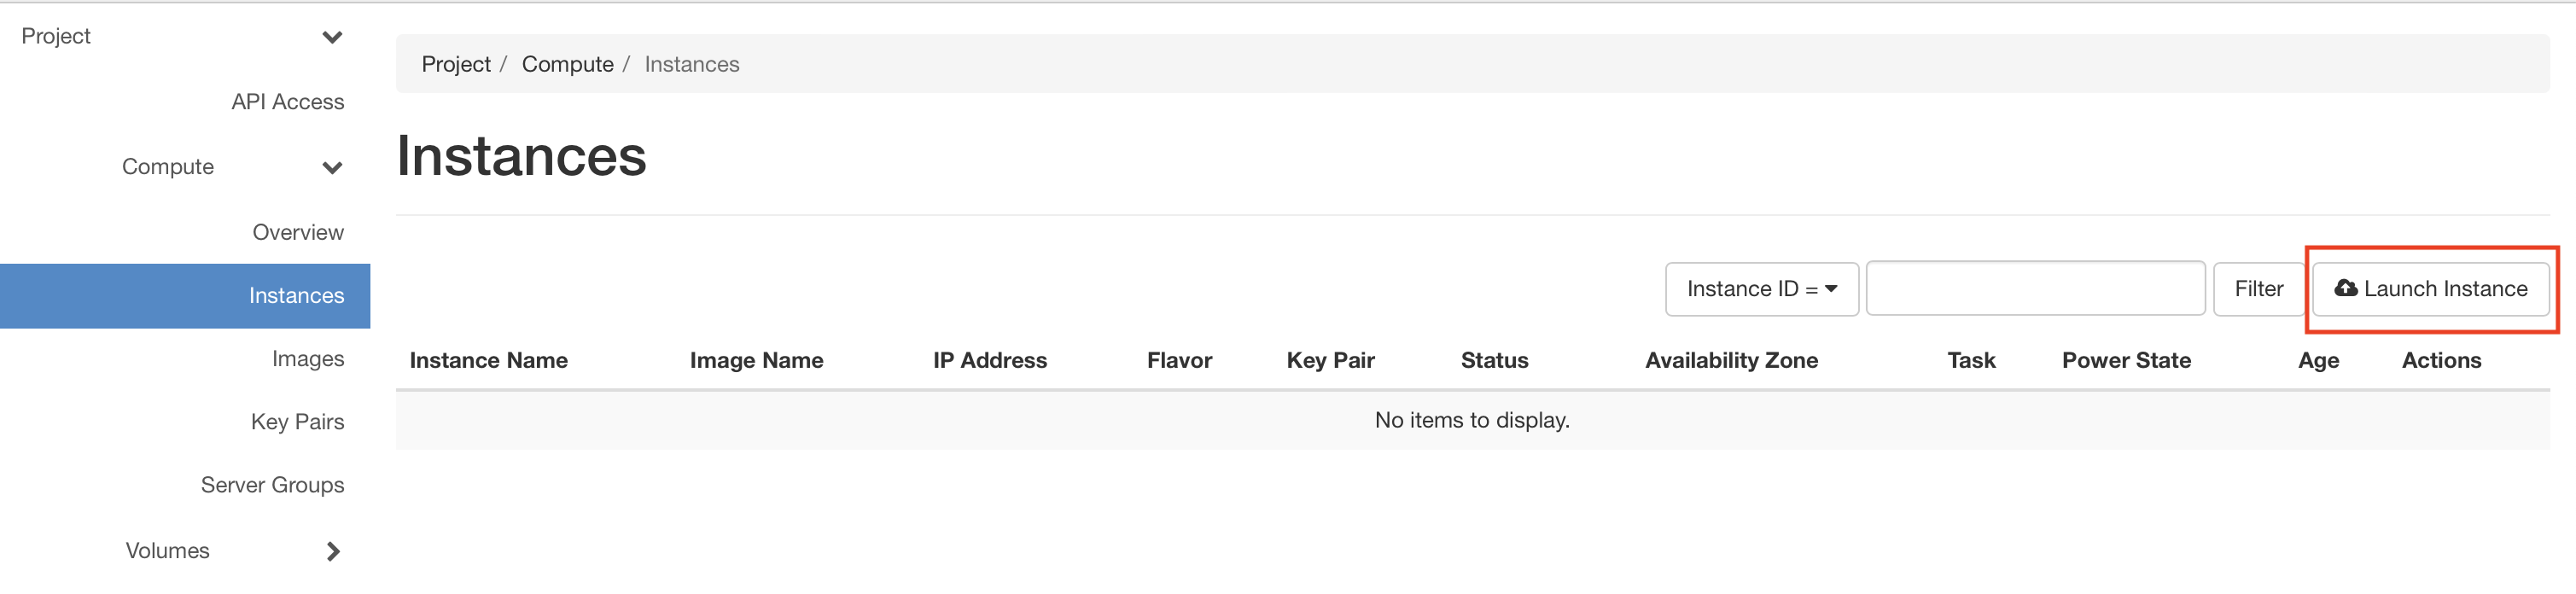 Project
API Access
Compute
Overview
Instances
Images
Key Pairs
Server Groups
Volumes
Project / Compute / Instances
Instances
Instance ID = Filter Launch Instance
Instance Name Image Name IP Address Flavor Key Pair Status Availability Zone Task Power State Age Actions
No items to display.